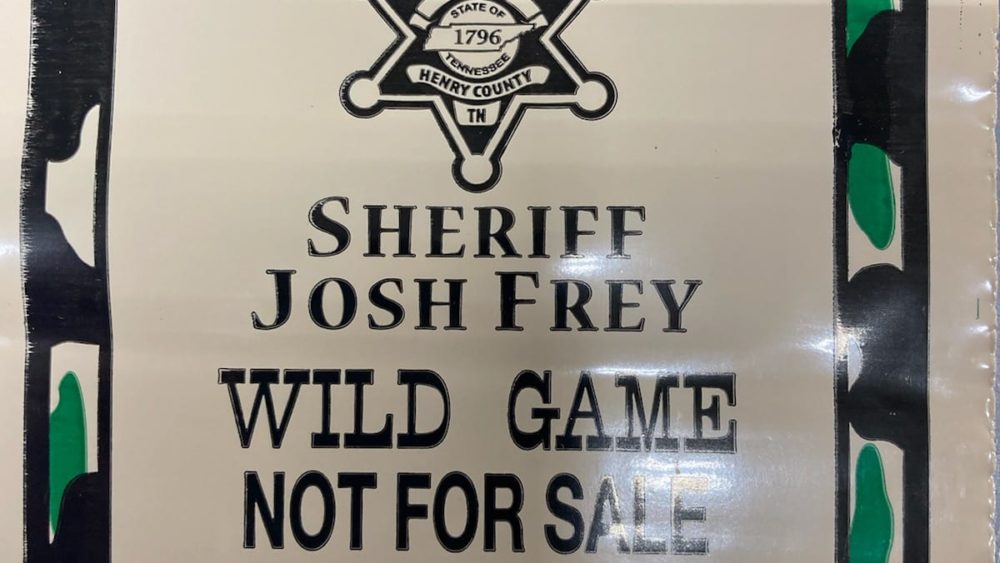 STATE OF
1796
TENNESSEE
HENRY COUNTY
TN
SHERIFF
JOSH FREY
WILD GAME
NOT FOR SALE